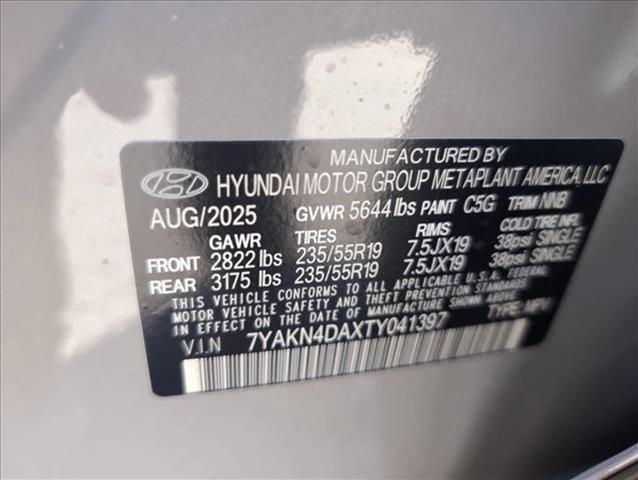 MANUFACTURED BY
HYUNDAI MOTOR GROUP METAPLANT AMERICA, LLC
AUG/2025 GVWR 5644 lbs PAINT C5G TRIM NNB
GAWR TIRES RIMS COLD TIRE INFL.
FRONT 2822 lbs 235/55R19 7.5JX19 38psi SINGLE
REAR 3175 lbs 235/55R19 7.5JX19 38psi SINGLE
THIS VEHICLE CONFORMS TO ALL APPLICABLE U.S.A. FEDERAL
MOTOR VEHICLE SAFETY AND THEFT PREVENTION STANDARDS
IN EFFECT ON THE DATE OF MANUFACTURE SHOWN ABOVE.
V.I.N 7YAKN4DAXTY041397 TYPE: MPV